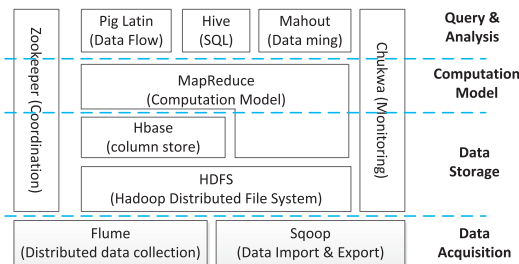 Zookeeper (Coordination)
Pig Latin
(Data Flow)
Hive
(SQL)
Mahout
(Data ming)
Chukwa (Monitoring)
Query &
Analysis
MapReduce
(Computation Model)
Computation
Model
Hbase
(column store)
HDFS
(Hadoop Distributed File System)
Data
Storage
Flume
(Distributed data collection)
Sqoop
(Data Import & Export)
Data
Acquisition